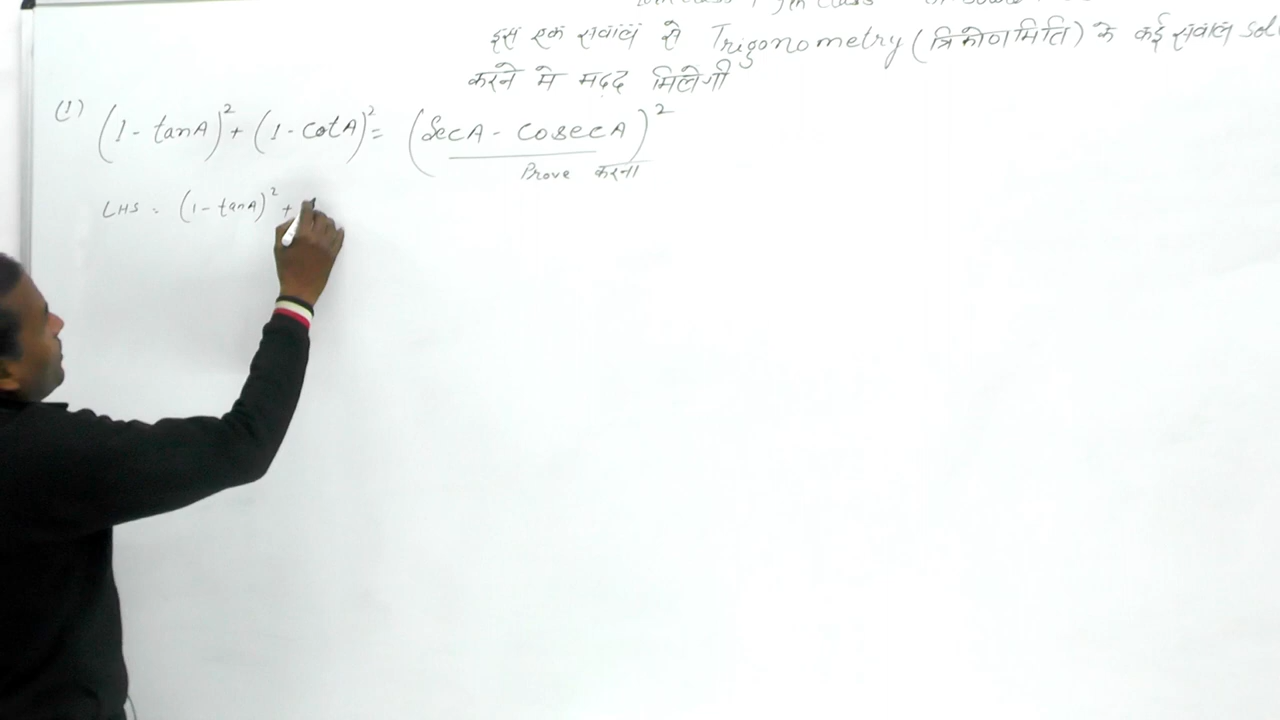 इस एक सवाल से Trigonometry (त्रिकोणमिति) के कई सवाल
करने मे मदद मिलेगी
(1) (1 - tanA)² + (1 - cotA)² = (SecA - CosecA)²
Prove करना
LHS = (1 - tanA)² +